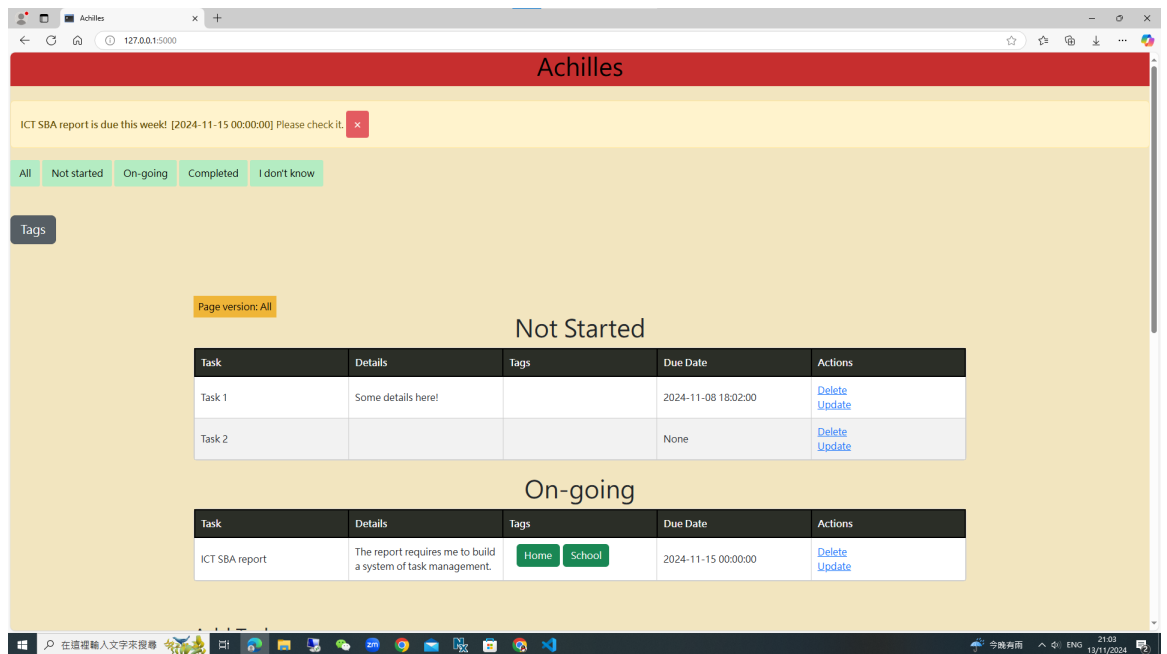 Achilles
127.0.0.1:5000
Achilles
ICT SBA report is due this week! [2024-11-15 00:00:00] Please check it. ×
All Not started On-going Completed I don't know
Tags
Page version: All
Not Started
Task Details Tags Due Date Actions
Task 1 Some details here! 2024-11-08 18:02:00 Delete
Update
Task 2 None Delete
Update
On-going
Task Details Tags Due Date Actions
ICT SBA report The report requires me to build a system of task management. Home School 2024-11-15 00:00:00 Delete
Update
在這裡輸入文字來搜尋 zm 今晚有雨 ENG 21:03
13/11/2024